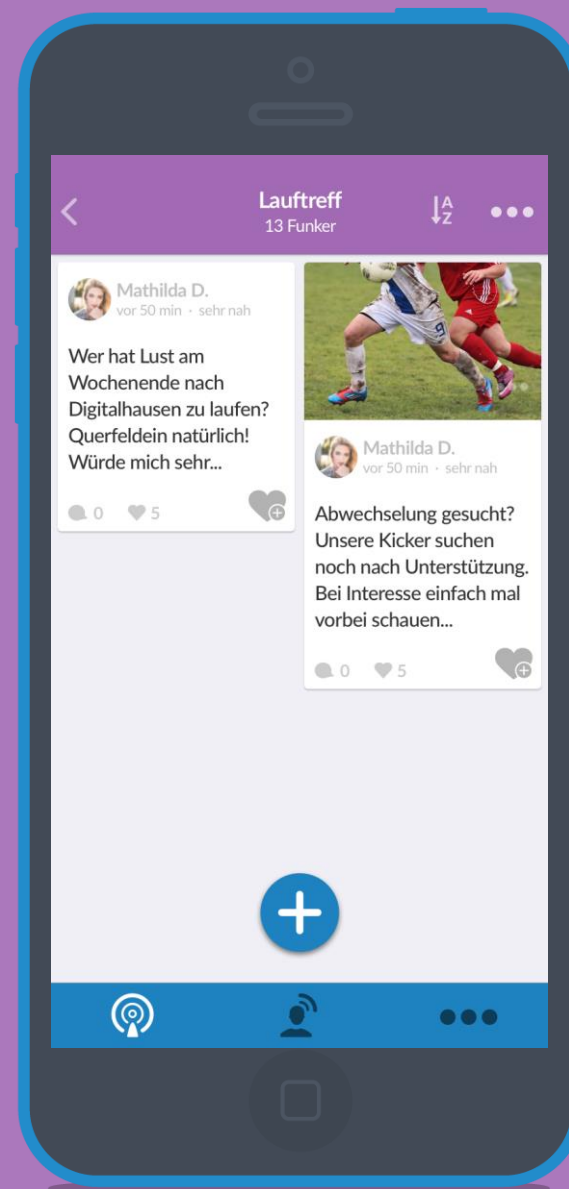 Lauftreff
13 Funker
A
Z
Mathilda D.
vor 50 min · sehr nah
Wer hat Lust am
Wochenende nach
Digitalhausen zu laufen?
Querfeldein natürlich!
Würde mich sehr...
0 5
9
Mathilda D.
vor 50 min · sehr nah
Abwechselung gesucht?
Unsere Kicker suchen
noch nach Unterstützung.
Bei Interesse einfach mal
vorbei schauen...
0 5